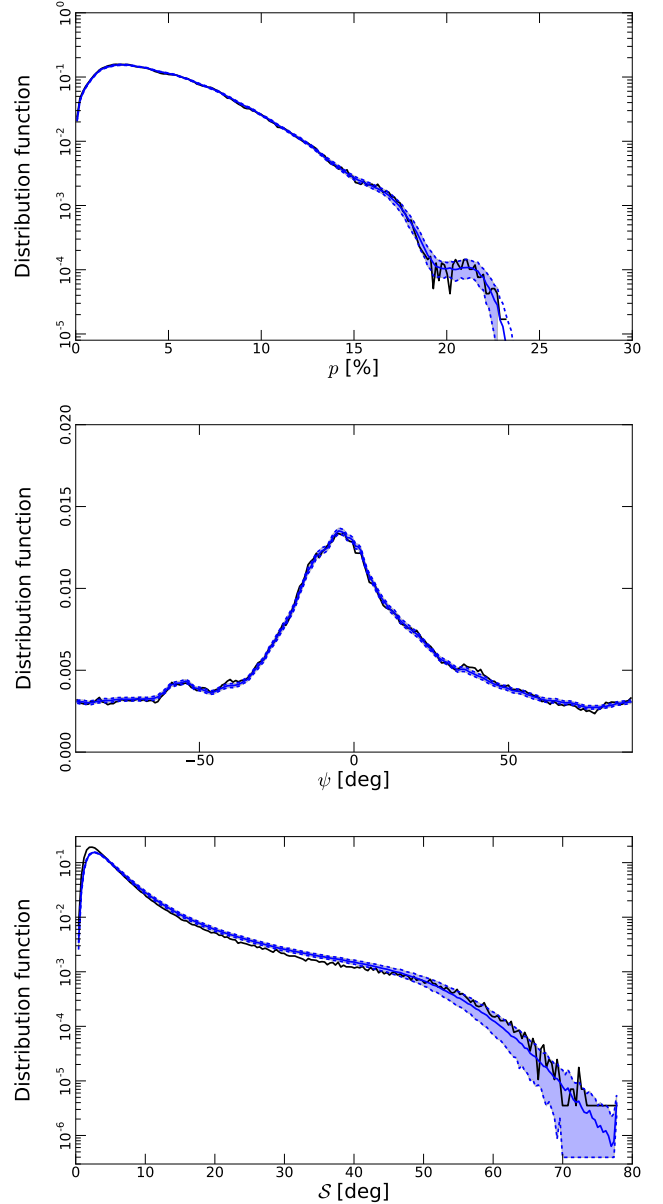 Distribution function
10⁰
10⁻¹
10⁻²
10⁻³
10⁻⁴
10⁻⁵
0 5 10 15 20 25 30
p [%]
Distribution function
0.020
0.015
0.010
0.005
0.000
−50 0 50
ψ [deg]
Distribution function
10⁻¹
10⁻²
10⁻³
10⁻⁴
10⁻⁵
10⁻⁶
0 10 20 30 40 50 60 70 80
𝒮 [deg]